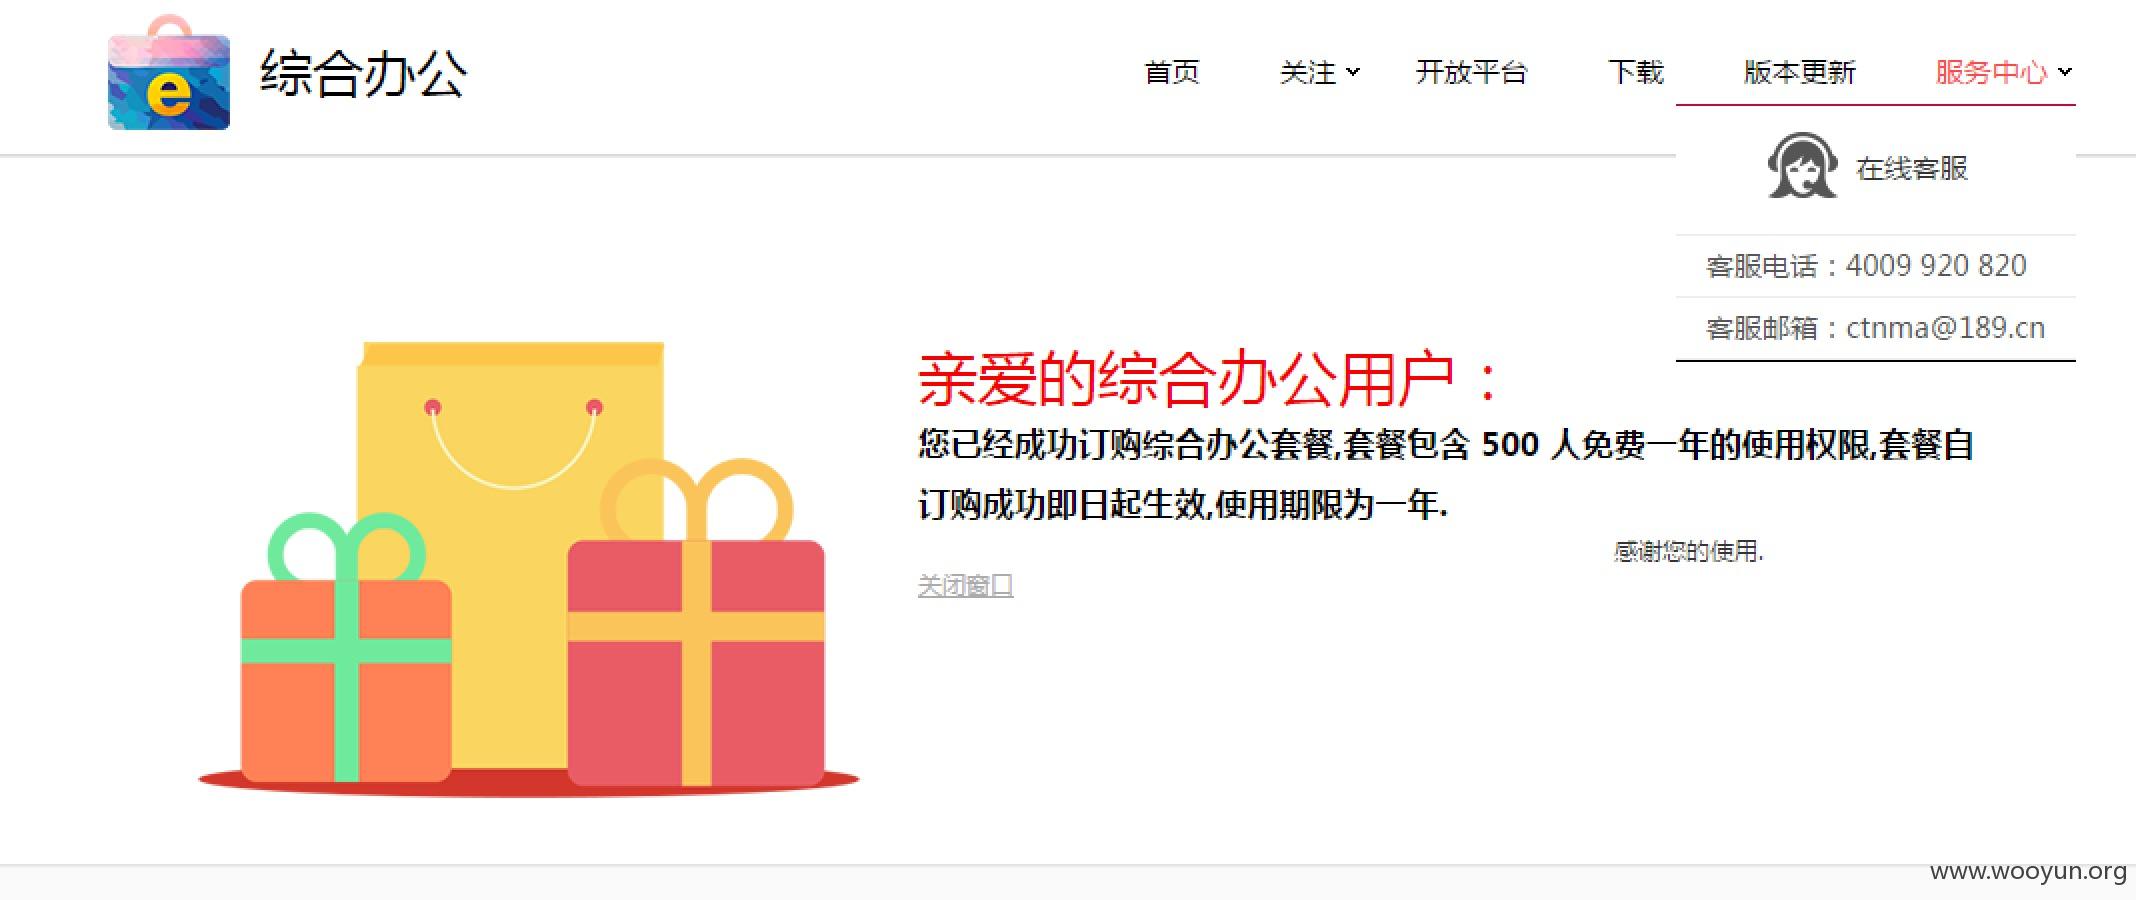 e
综合办公
首页 关注 开放平台 下载 版本更新 服务中心
在线客服
客服电话：4009 920 820
客服邮箱：ctnma@189.cn
亲爱的综合办公用户：
您已经成功订购综合办公套餐,套餐包含 500 人免费一年的使用权限,套餐自
订购成功即日起生效,使用期限为一年.
感谢您的使用.
关闭窗口
www.wooyun.org